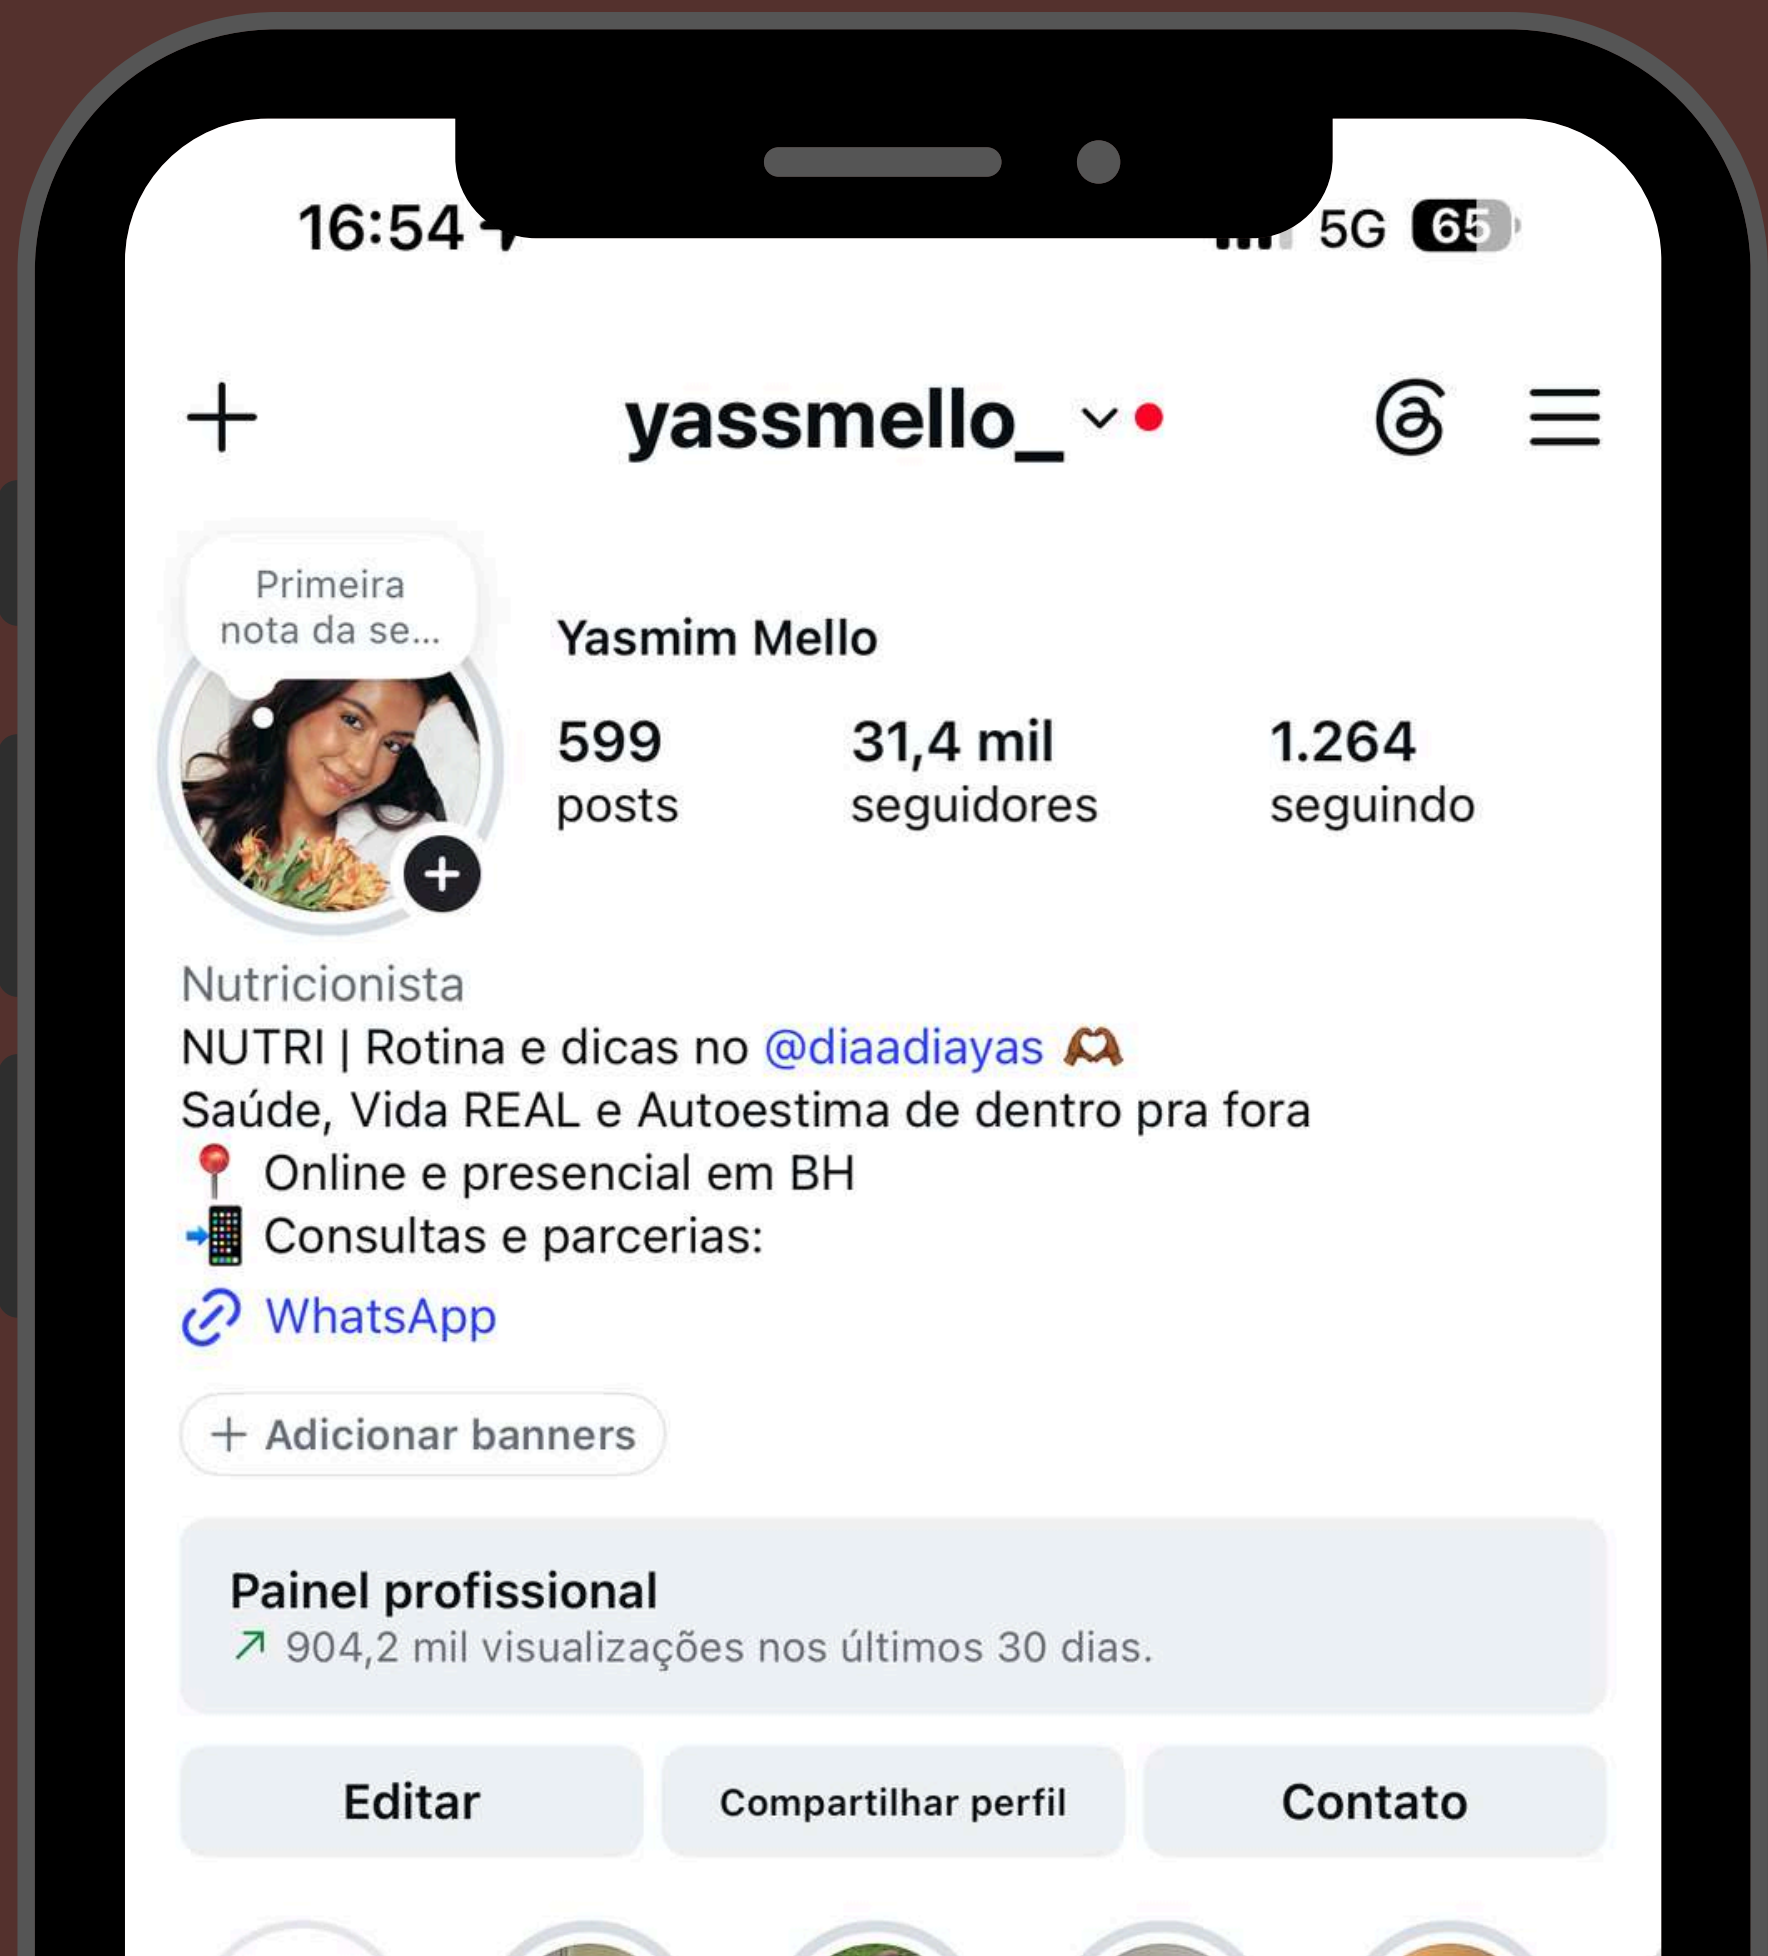 16:54
5G 65
yassmello_
Primeira
nota da se...
Yasmim Mello
599 31,4 mil 1.264
posts seguidores seguindo
Nutricionista
NUTRI | Rotina e dicas no @diaadiayas 🫶🏾
Saúde, Vida REAL e Autoestima de dentro pra fora
📍 Online e presencial em BH
📲 Consultas e parcerias:
WhatsApp
+ Adicionar banners
Painel profissional
904,2 mil visualizações nos últimos 30 dias.
Editar Compartilhar perfil Contato